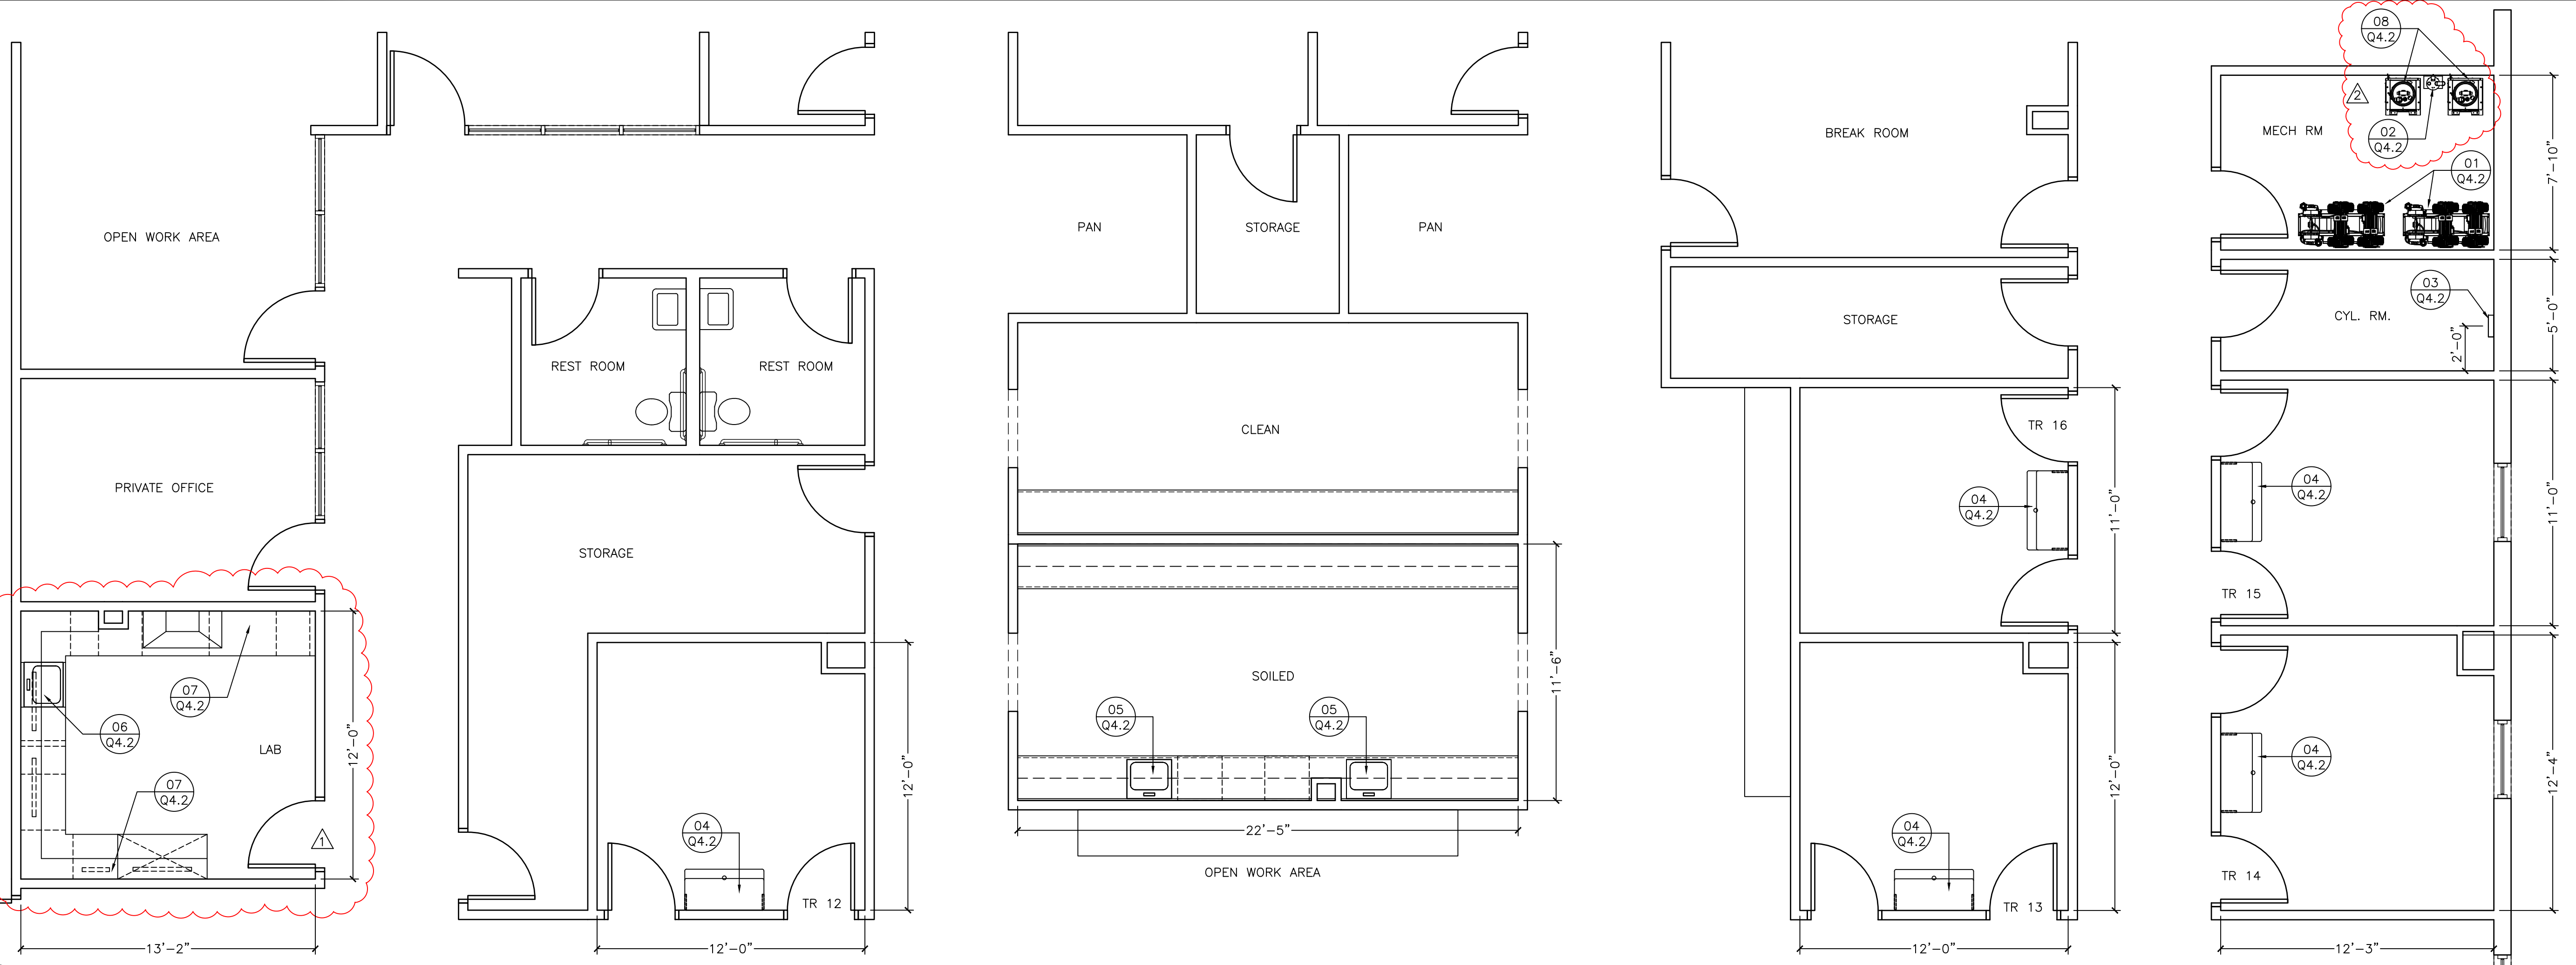 OPEN WORK AREA
PRIVATE OFFICE
07
Q4.2
06
Q4.2
LAB
07
Q4.2
1
12'-0"
13'-2"
REST ROOM
REST ROOM
STORAGE
04
Q4.2
TR 12
12'-0"
12'-0"
PAN
STORAGE
PAN
CLEAN
SOILED
05
Q4.2
05
Q4.2
11'-6"
22'-5"
OPEN WORK AREA
BREAK ROOM
STORAGE
TR 16
04
Q4.2
11'-0"
04
Q4.2
TR 13
12'-0"
12'-0"
08
Q4.2
2
MECH RM
02
Q4.2
01
Q4.2
7'-10"
03
Q4.2
CYL. RM.
2'-0"
5'-0"
04
Q4.2
TR 15
11'-0"
04
Q4.2
TR 14
12'-4"
12'-3"